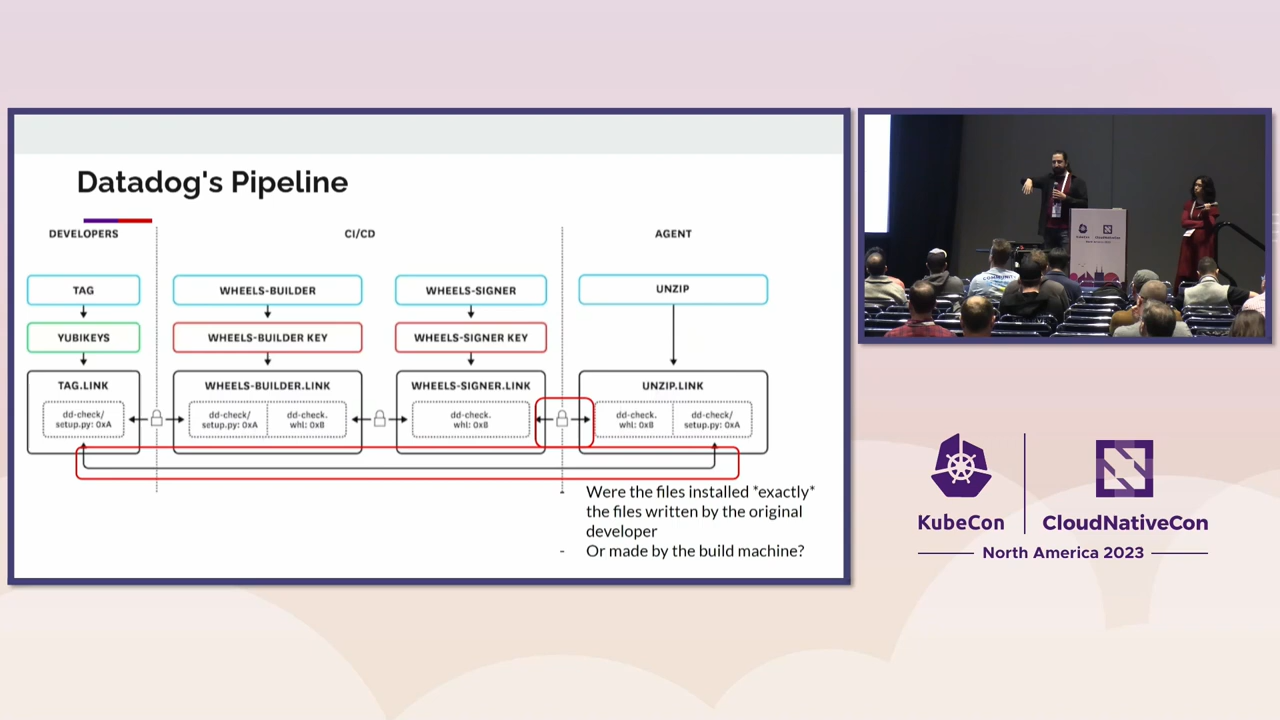 Datadog's Pipeline
DEVELOPERS
CI/CD
AGENT
TAG
WHEELS-BUILDER
WHEELS-SIGNER
UNZIP
YUBIKEYS
WHEELS-BUILDER KEY
WHEELS-SIGNER KEY
TAG.LINK
WHEELS-BUILDER.LINK
WHEELS-SIGNER.LINK
UNZIP.LINK
dd-check/
setup.py: 0xA
dd-check/
setup.py: 0xA
dd-check.
whl: 0xB
dd-check.
whl: 0xB
dd-check.
whl: 0xB
dd-check/
setup.py: 0xA
- Were the files installed *exactly*
the files written by the original
developer
- Or made by the build machine?
KubeCon
CloudNativeCon
North America 2023